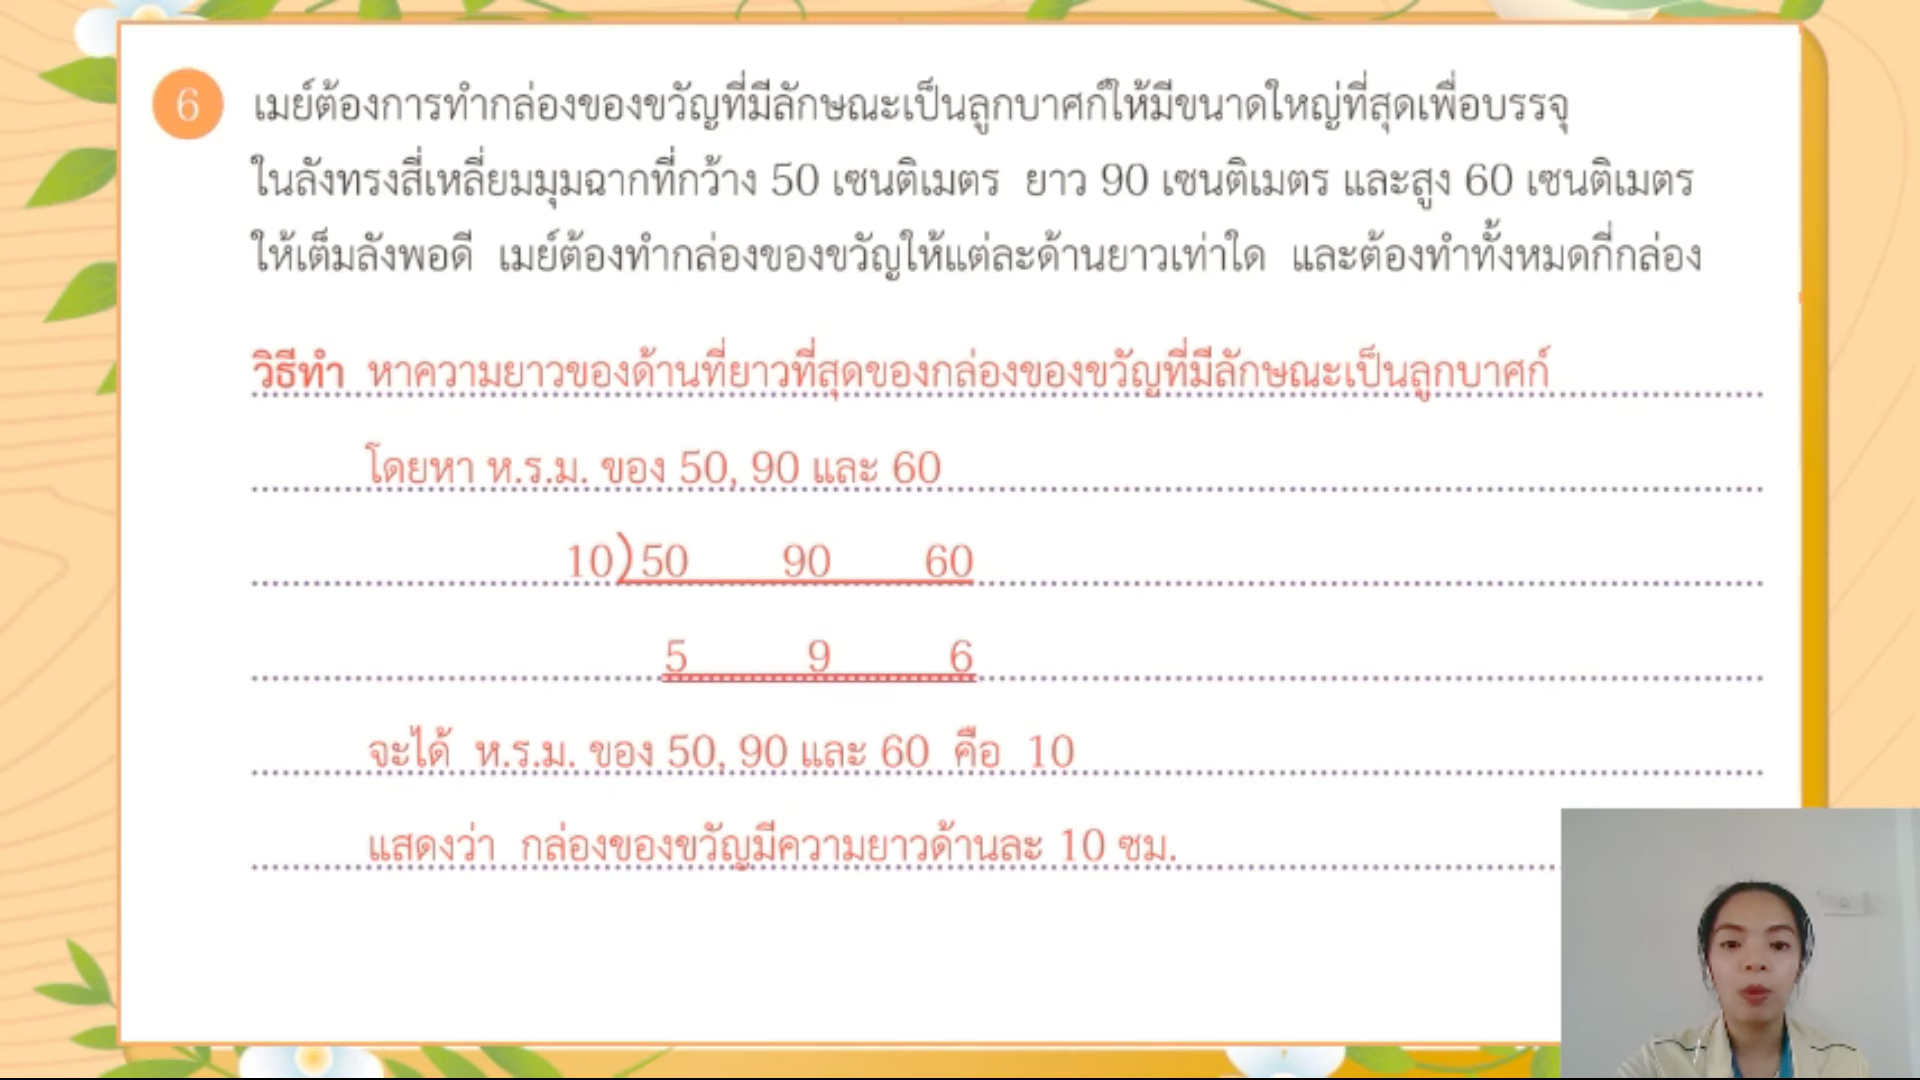 6 เมย์ต้องการทำกล่องของขวัญที่มีลักษณะเป็นลูกบาศก์ให้มีขนาดใหญ่ที่สุดเพื่อบรรจุ
ในลังทรงสี่เหลี่ยมมุมฉากที่กว้าง 50 เซนติเมตร ยาว 90 เซนติเมตร และสูง 60 เซนติเมตร
ให้เต็มลังพอดี เมย์ต้องทำกล่องของขวัญให้แต่ละด้านยาวเท่าใด และต้องทำทั้งหมดกี่กล่อง
วิธีทำ หาความยาวของด้านที่ยาวที่สุดของกล่องของขวัญที่มีลักษณะเป็นลูกบาศก์
โดยหา ห.ร.ม. ของ 50, 90 และ 60
10)50 90 60
5 9 6
จะได้ ห.ร.ม. ของ 50, 90 และ 60 คือ 10
แสดงว่า กล่องของขวัญมีความยาวด้านละ 10 ซม.